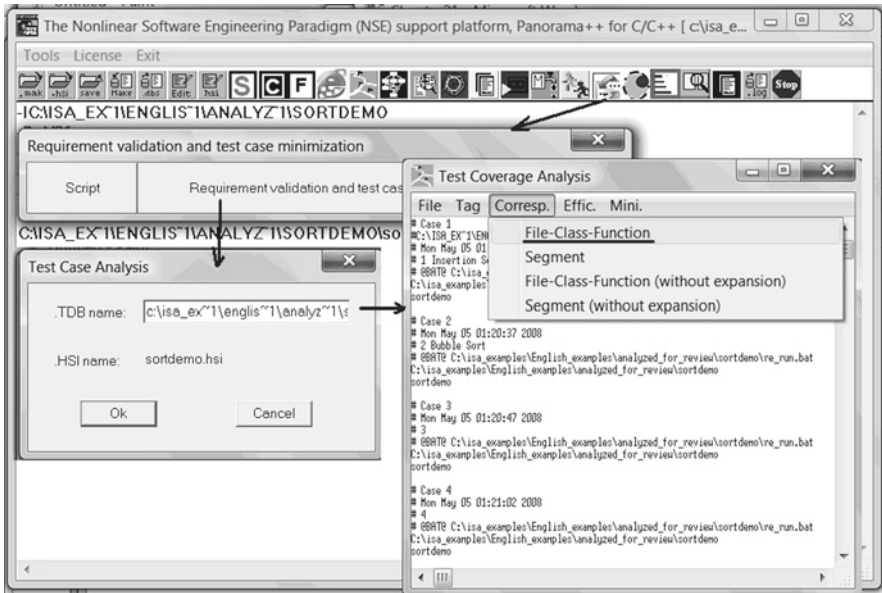 The Nonlinear Software Engineering Paradigm (NSE) support platform, Panorama++ for C/C++ [ c:\isa_e...
Tools License Exit
.mak .hsi save Make .dbs Edit hsi S C F .log Stop
-IC:\ISA_EX~1\ENGLIS~1\ANALYZ~1\SORTDEMO
Requirement validation and test case minimization
Script
Requirement validation and test cas
C:\ISA_EX~1\ENGLIS~1\ANALYZ~1\SORTDEMO\so
Test Case Analysis
.TDB name: c:\isa_ex~1\englis~1\analyz~1\s
.HSI name: sortdemo.hsi
Ok Cancel
Test Coverage Analysis
File Tag Corresp. Effic. Mini.
File-Class-Function
Segment
File-Class-Function (without expansion)
Segment (without expansion)
# Case 1
#C:\ISA_EX~1\EN
# Mon May 05 01
# 1 Insertion S
# @BAT@ C:\isa_
C:\isa_examples
sortdemo
# Case 2
# Mon May 05 01:20:37 2008
# 2 Bubble Sort
# @BAT@ C:\isa_examples\English_examples\analyzed_for_review\sortdemo\re_run.bat
C:\isa_examples\English_examples\analyzed_for_review\sortdemo
sortdemo
# Case 3
# Mon May 05 01:20:47 2008
# 3
# @BAT@ C:\isa_examples\English_examples\analyzed_for_review\sortdemo\re_run.bat
C:\isa_examples\English_examples\analyzed_for_review\sortdemo
sortdemo
# Case 4
# Mon May 05 01:21:02 2008
# 4
# @BAT@ C:\isa_examples\English_examples\analyzed_for_review\sortdemo\re_run.bat
C:\isa_examples\English_examples\analyzed_for_review\sortdemo
sortdemo